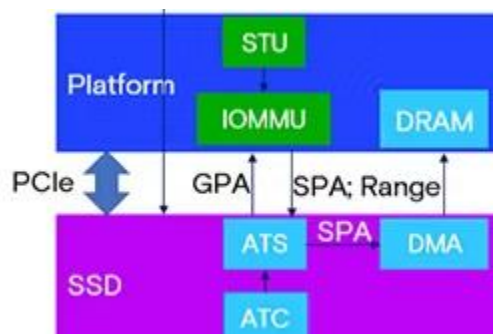 STU
Platform
IOMMU
DRAM
PCIe
GPA
SPA; Range
ATS
SPA
DMA
SSD
ATC